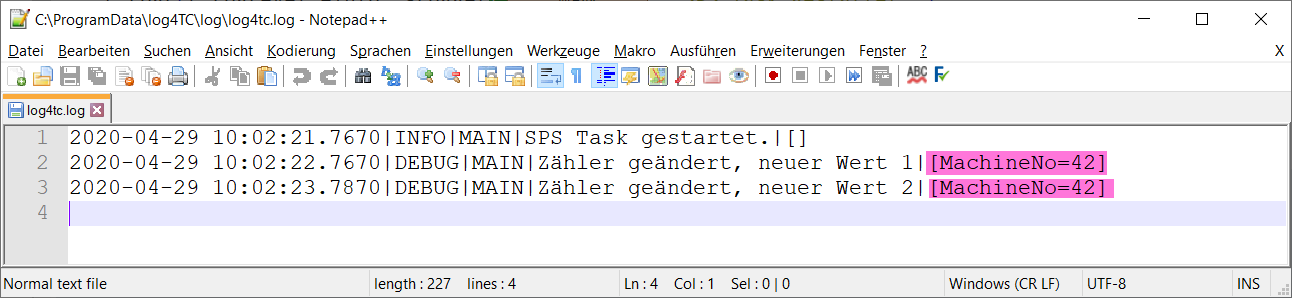 C:\ProgramData\log4TC\log\log4tc.log - Notepad++
Datei Bearbeiten Suchen Ansicht Kodierung Sprachen Einstellungen Werkzeuge Makro Ausführen Erweiterungen Fenster ? X
ABC
log4tc.log
1 2020-04-29 10:02:21.7670|INFO|MAIN|SPS Task gestartet.|[]
2 2020-04-29 10:02:22.7670|DEBUG|MAIN|Zähler geändert, neuer Wert 1|[MachineNo=42]
3 2020-04-29 10:02:23.7870|DEBUG|MAIN|Zähler geändert, neuer Wert 2|[MachineNo=42]
4
Normal text file length : 227 lines : 4 Ln : 4 Col : 1 Sel : 0 | 0 Windows (CR LF) UTF-8 INS